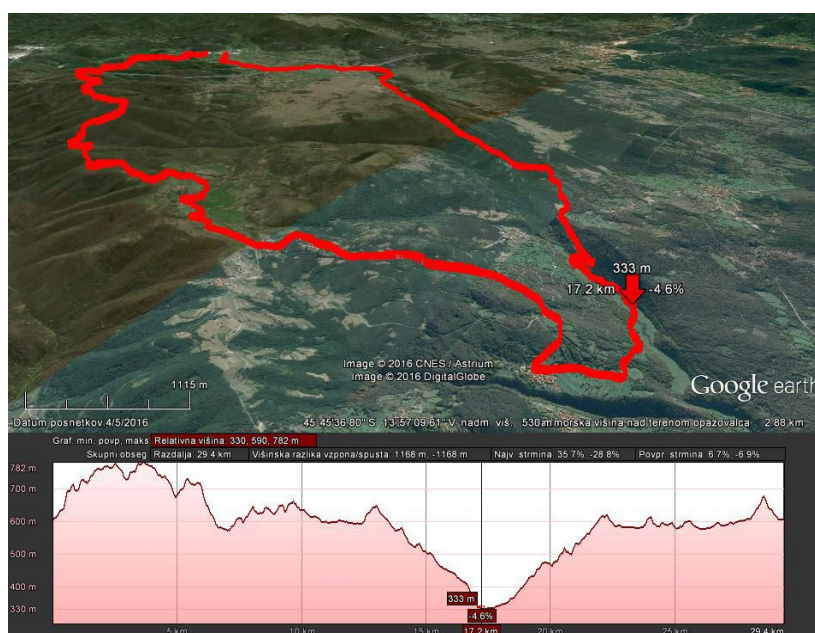 333 m
17.2 km -4.6%
Image © 2016 CNES / Astrium
Image © 2016 DigitalGlobe
1115 m
Google earth
Datum posnetkov 4/5/2016 45 45'36.80" S 13°57'09.61" V nadm. viš. 530 m morska višina nad terenom opazovalca 2.88 km
Graf: min. povp, maks. Relativna višina: 330, 590, 782 m
Skupni obseg: Razdalja: 29.4 km Višinska razlika vzpona/spusta: 1168 m, -1168 m Najv. strmina: 35.7%, -28.8% Povpr. strmina: 6.7%, -6.9%
782 m
700 m
600 m
500 m
400 m
330 m
333 m
-4.6%
5 km 10 km 17.2 km 20 km 25 km 29.4 km